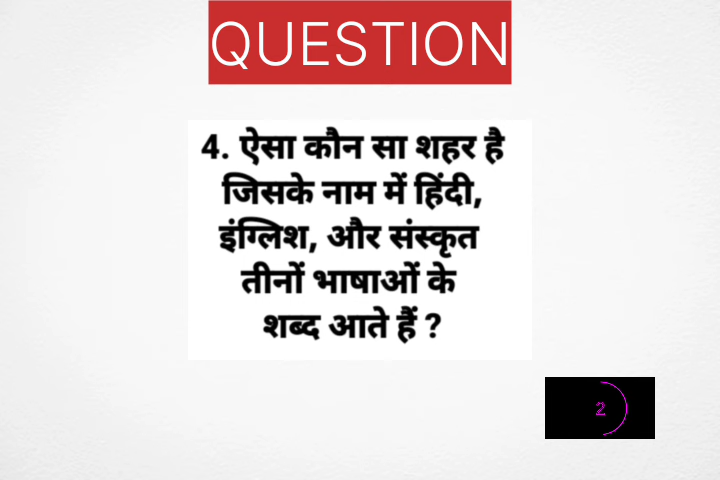 QUESTION
4. ऐसा कौन सा शहर है
जिसके नाम में हिंदी,
इंग्लिश, और संस्कृत
तीनों भाषाओं के
शब्द आते हैं ?
2